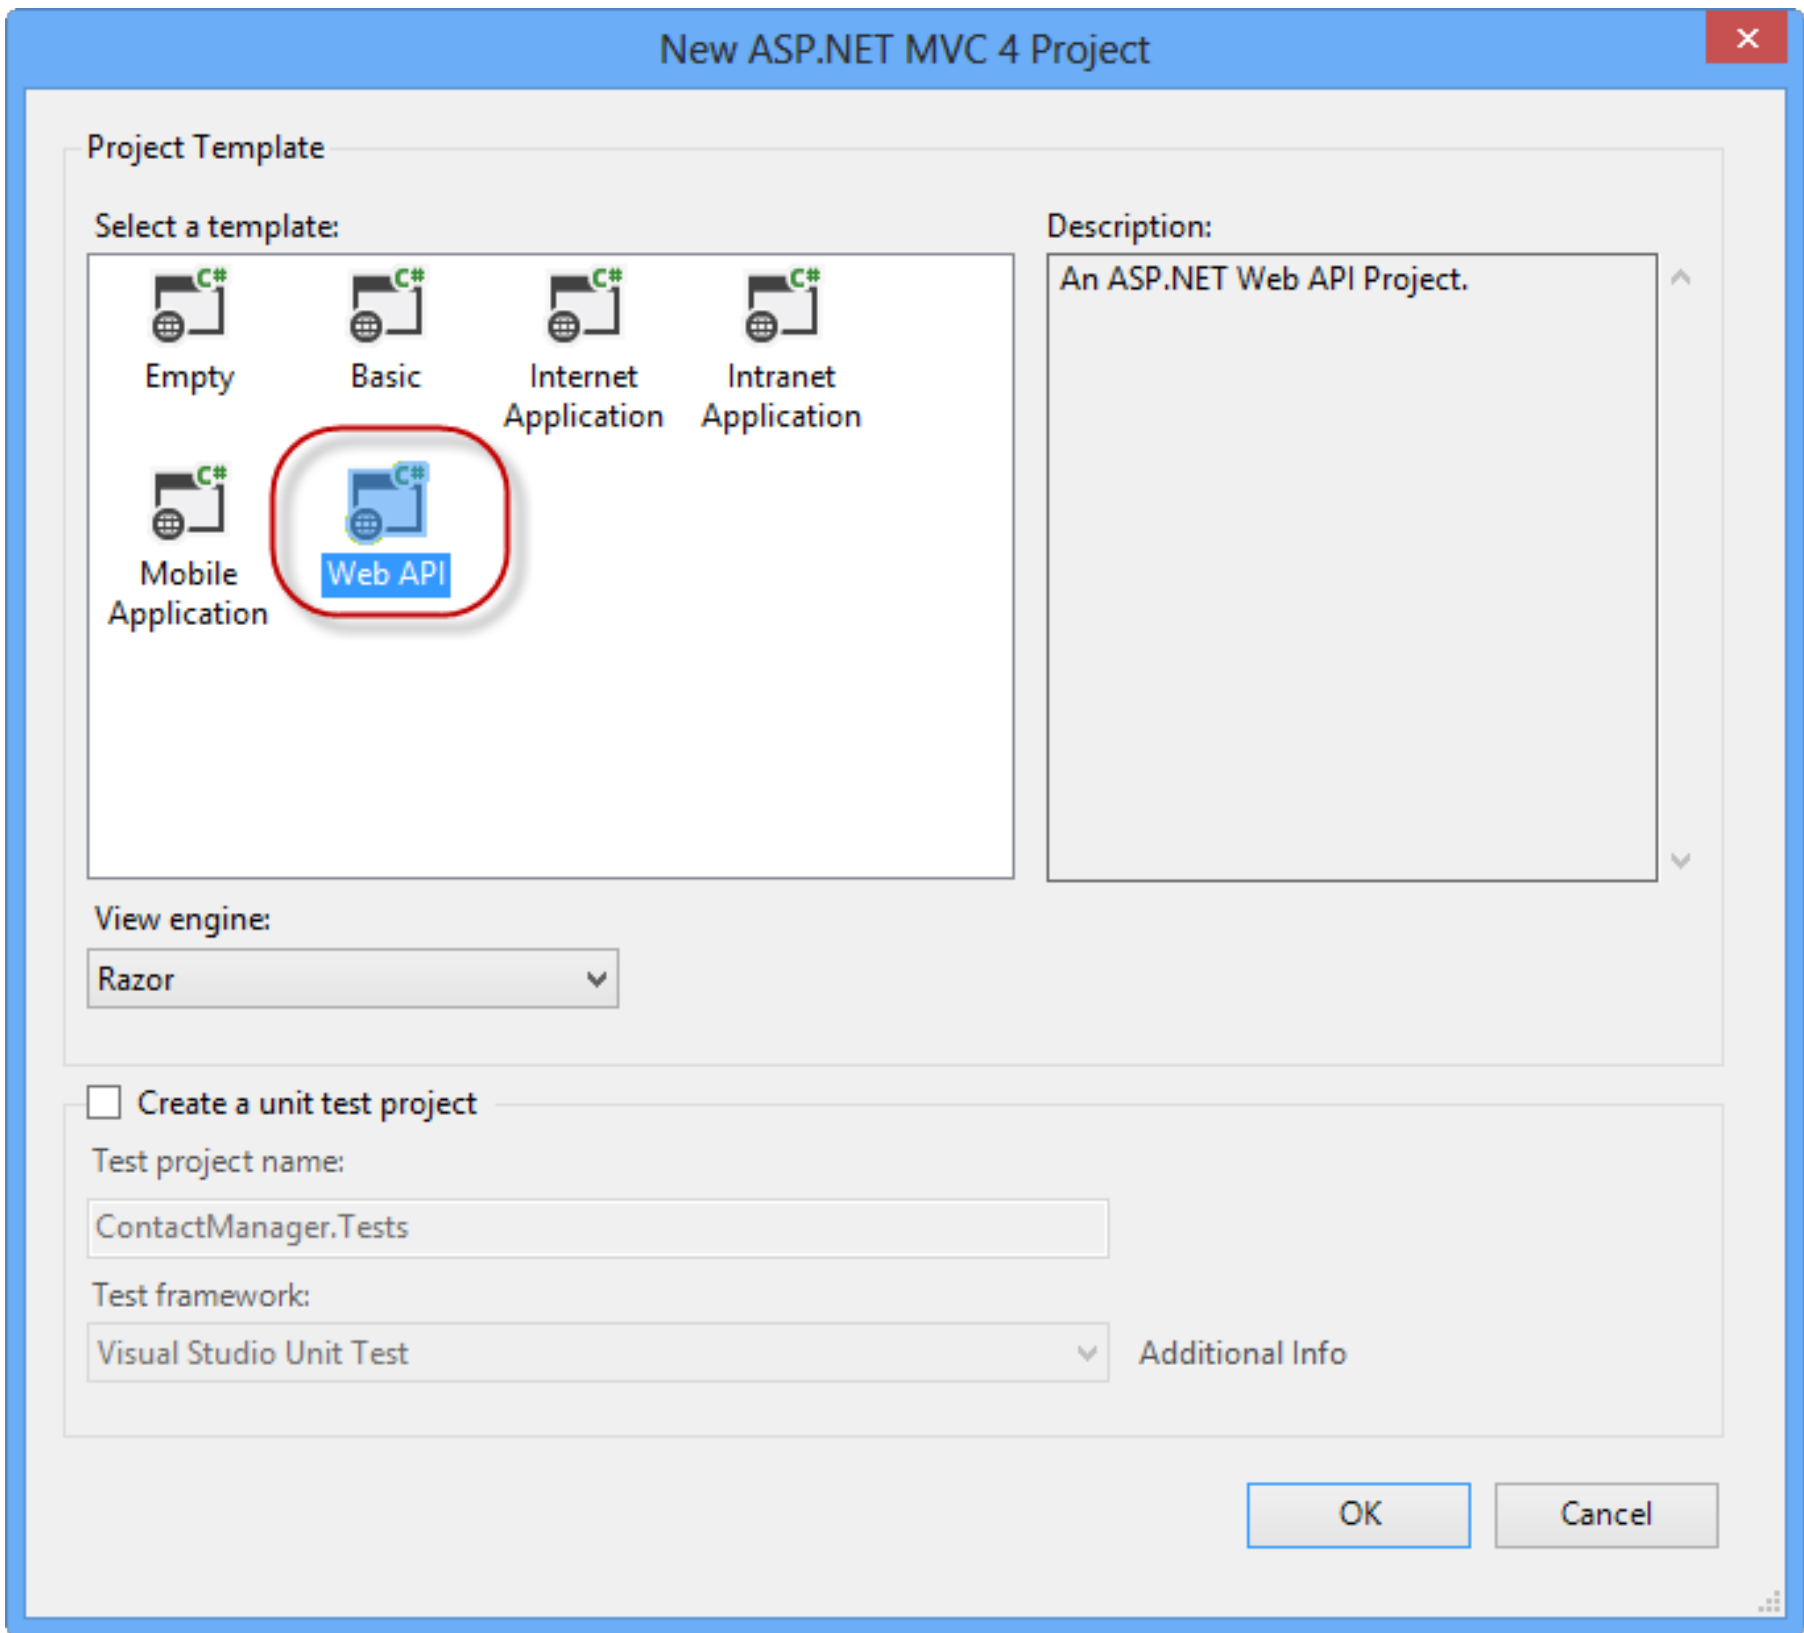 New ASP.NET MVC 4 Project
Project Template
Select a template:
Description:
C# C# C# C#
Empty Basic Internet Application Intranet Application
C# C#
Mobile Application Web API
An ASP.NET Web API Project.
View engine:
Razor
Create a unit test project
Test project name:
ContactManager.Tests
Test framework:
Visual Studio Unit Test
Additional Info
OK
Cancel